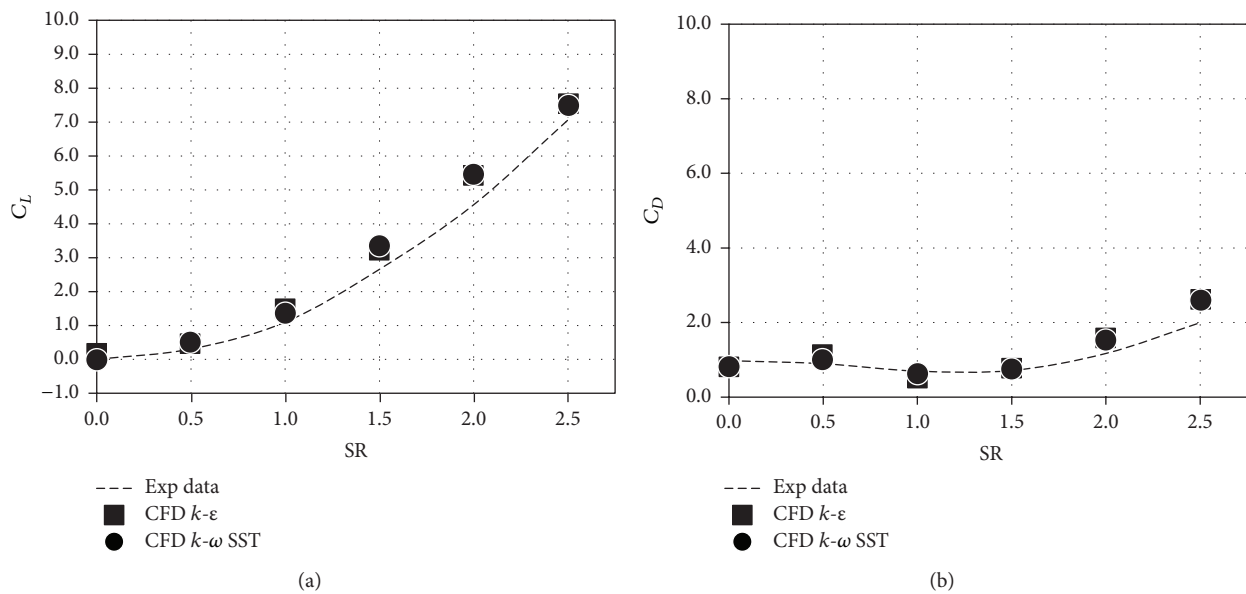 10.0
9.0
8.0
7.0
6.0
5.0
4.0
3.0
2.0
1.0
0.0
−1.0
C_L
0.0 0.5 1.0 1.5 2.0 2.5
SR
Exp data
CFD k-ε
CFD k-ω SST
(a)
10.0
8.0
6.0
4.0
2.0
0.0
C_D
0.0 0.5 1.0 1.5 2.0 2.5
SR
Exp data
CFD k-ε
CFD k-ω SST
(b)